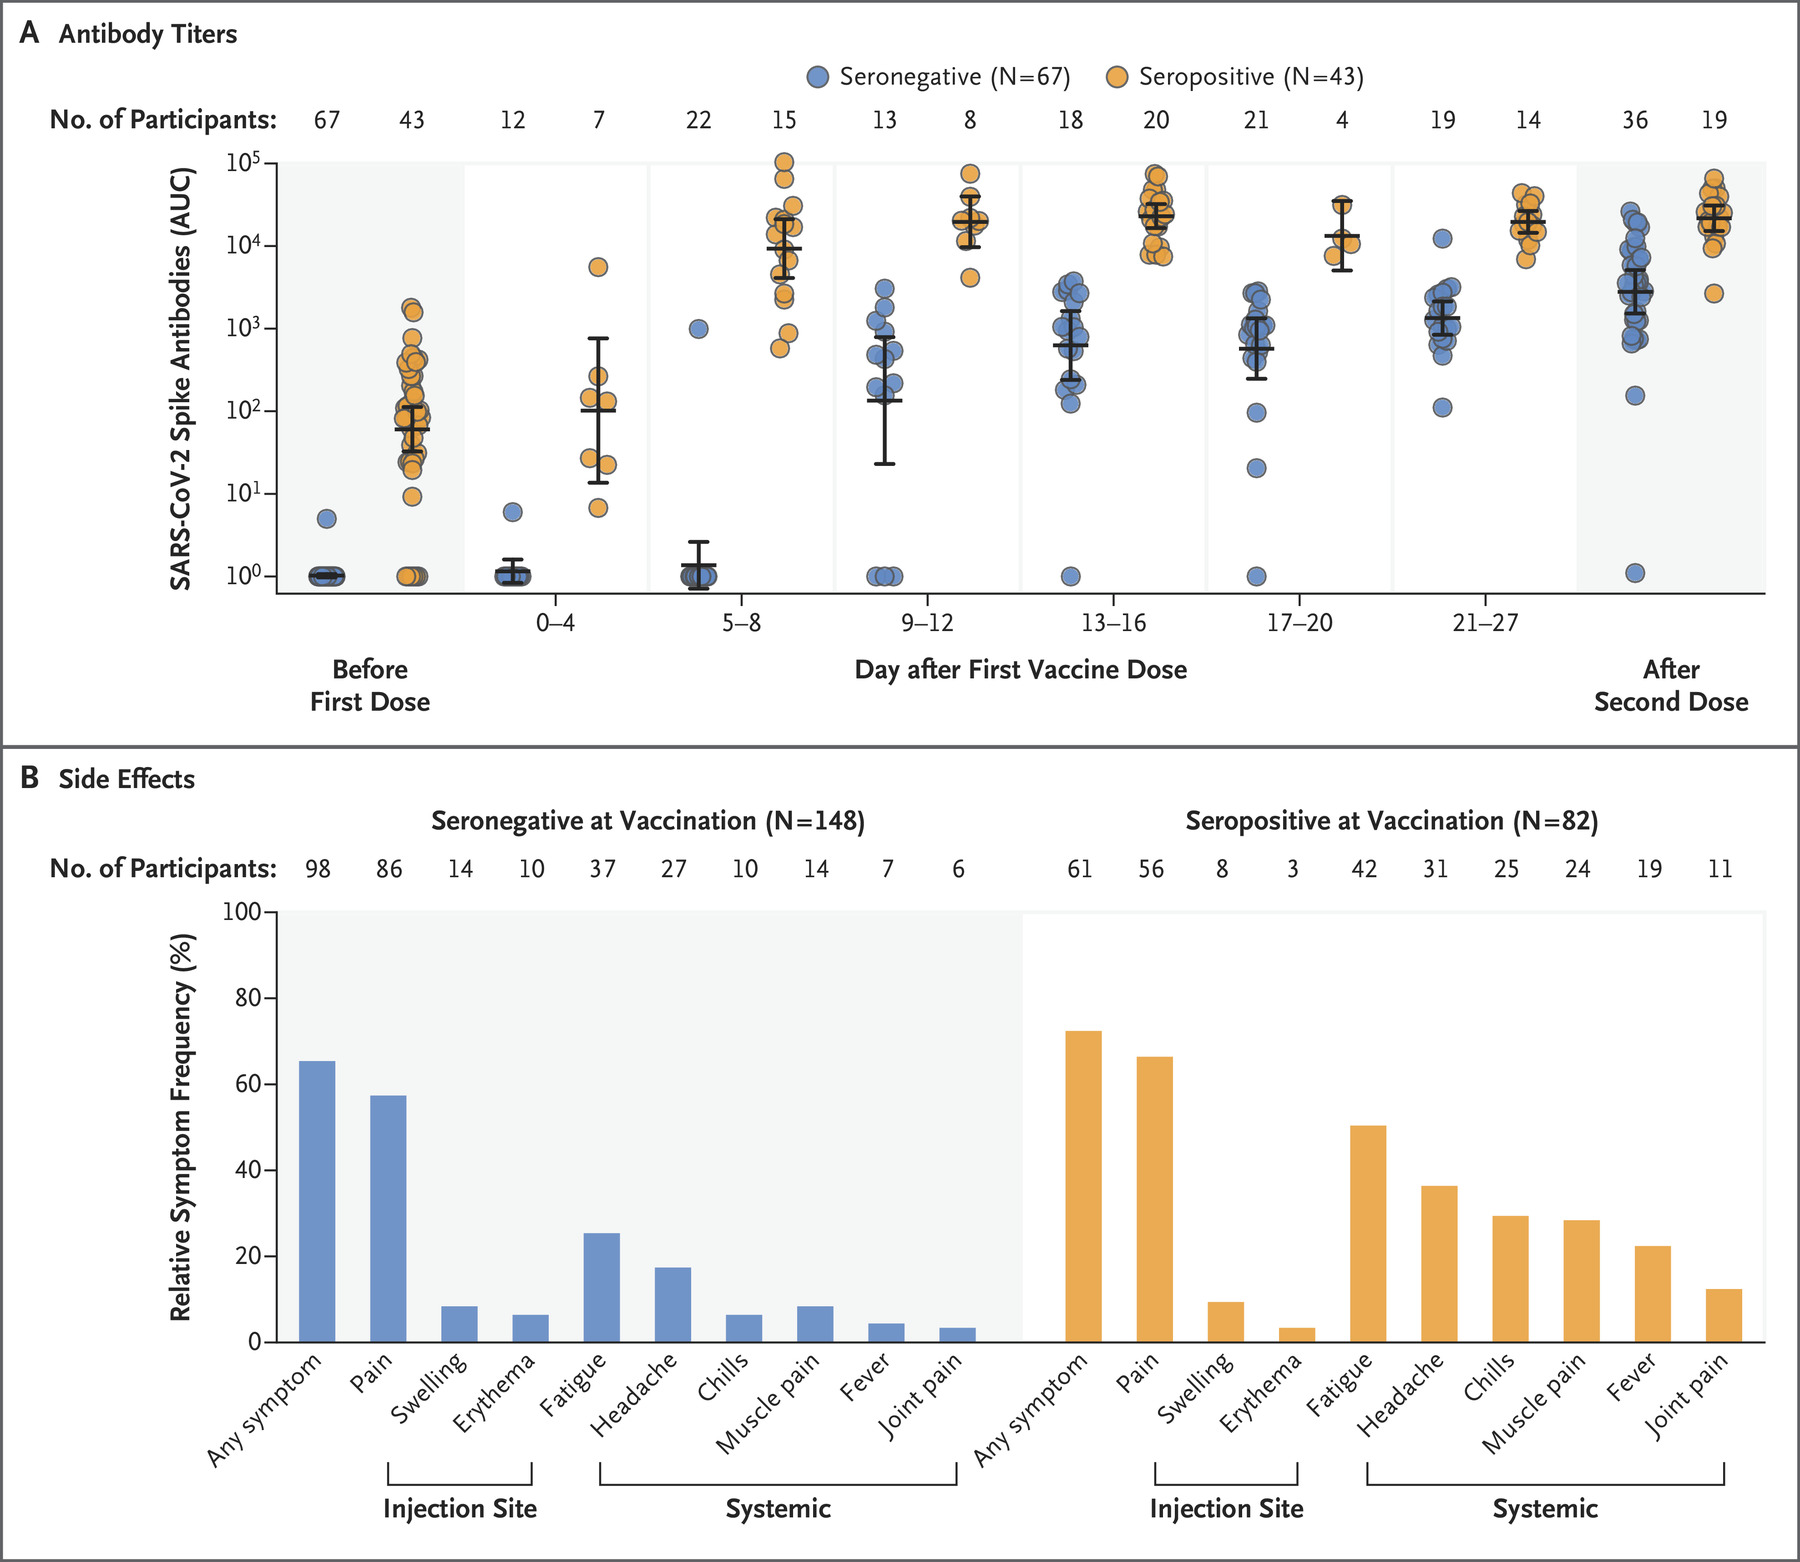 A Antibody Titers
Seronegative (N=67) Seropositive (N=43)
No. of Participants: 67 43 12 7 22 15 13 8 18 20 21 4 19 14 36 19
SARS-CoV-2 Spike Antibodies (AUC)
10⁵
10⁴
10³
10²
10¹
10⁰
0–4 5–8 9–12 13–16 17–20 21–27
Before
First Dose
Day after First Vaccine Dose
After
Second Dose
B Side Effects
Seronegative at Vaccination (N=148) Seropositive at Vaccination (N=82)
No. of Participants: 98 86 14 10 37 27 10 14 7 6 61 56 8 3 42 31 25 24 19 11
Relative Symptom Frequency (%)
100
80
60
40
20
0
Any symptom Pain Swelling Erythema Fatigue Headache Chills Muscle pain Fever Joint pain Any symptom Pain Swelling Erythema Fatigue Headache Chills Muscle pain Fever Joint pain
Injection Site Systemic Injection Site Systemic